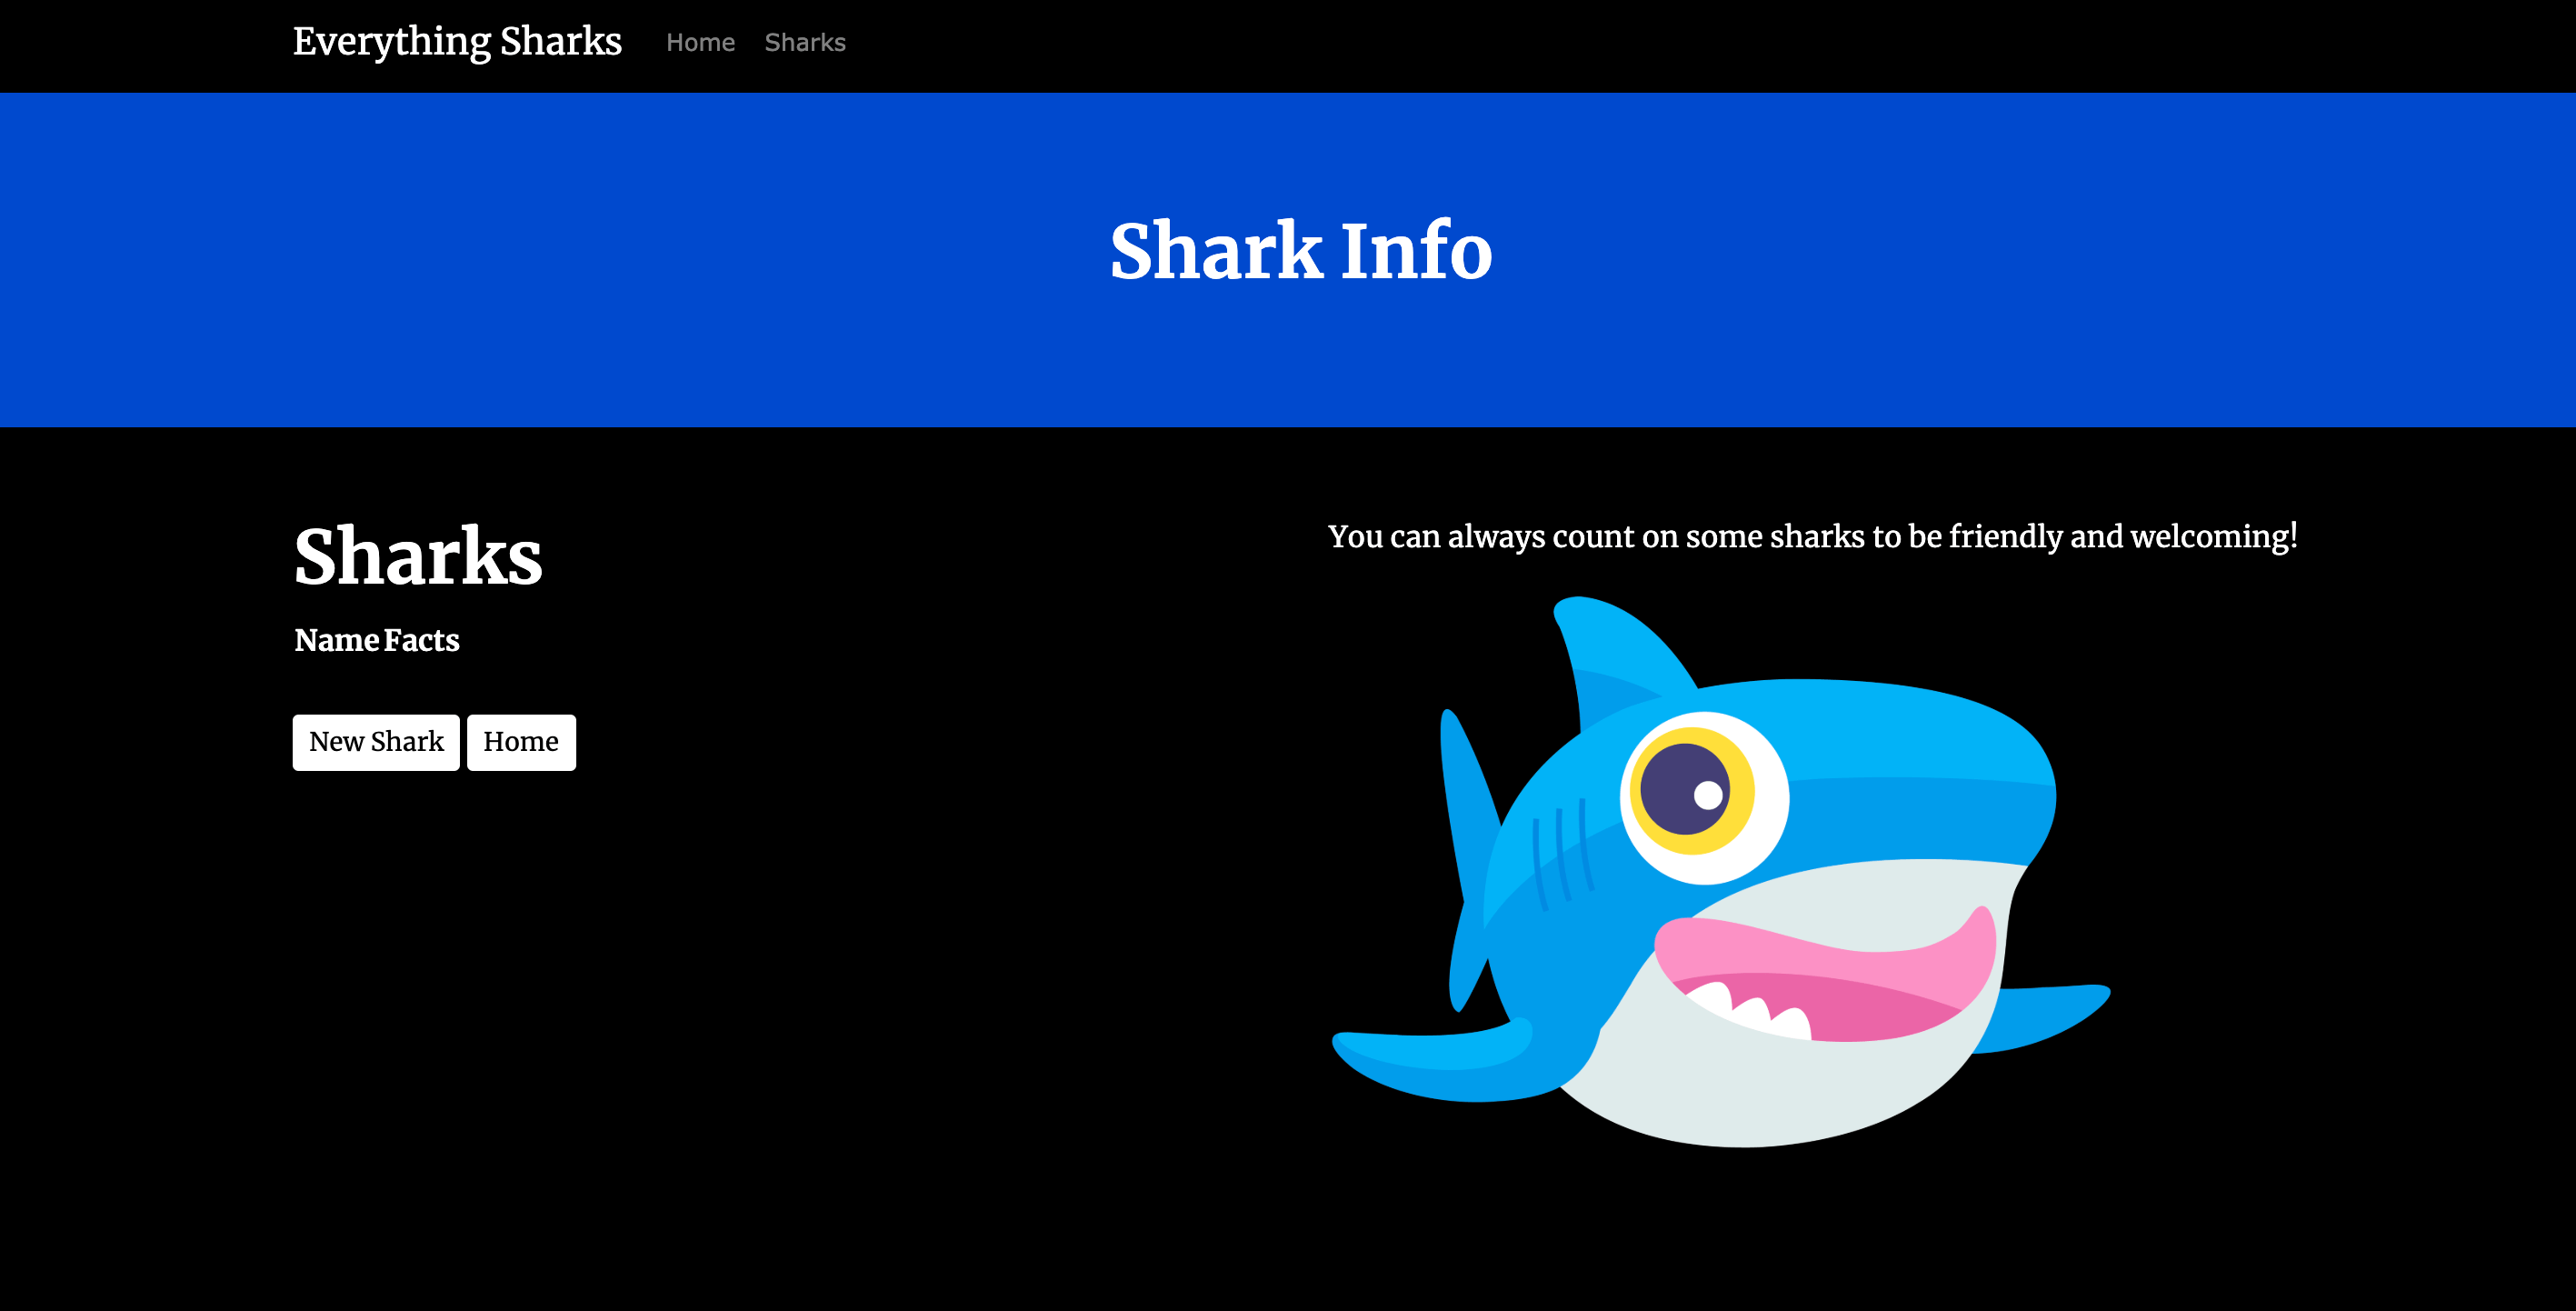 Everything Sharks Home Sharks
Shark Info
Sharks
Name Facts
New Shark Home
You can always count on some sharks to be friendly and welcoming!